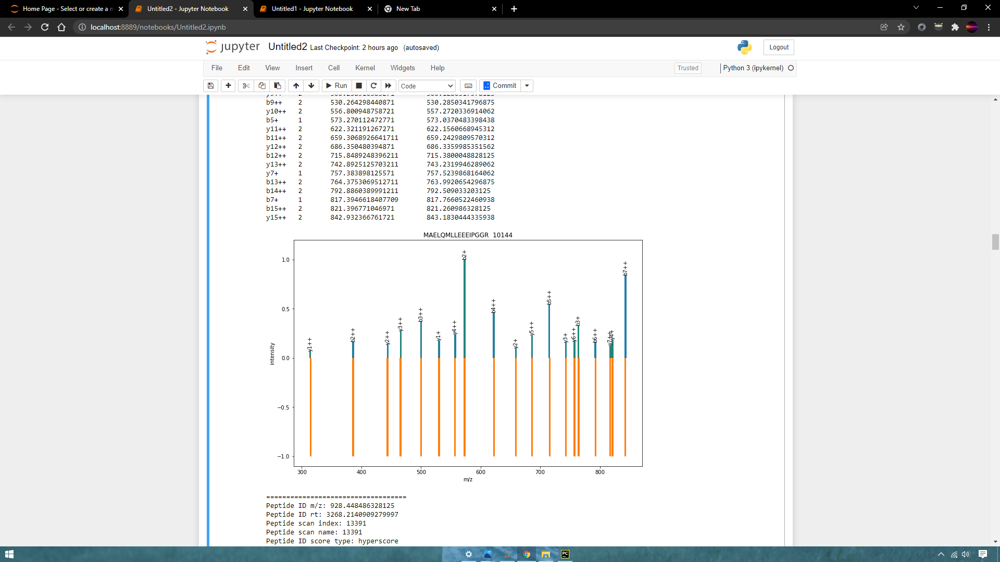 Home Page - Select or create a n
Untitled2 - Jupyter Notebook
Untitled1 - Jupyter Notebook
New Tab
localhost:8889/notebooks/Untitled2.ipynb
jupyter Untitled2 Last Checkpoint: 2 hours ago (autosaved)
Logout
File Edit View Insert Cell Kernel Widgets Help
Trusted
Python 3 (ipykernel)
Run
Code
Commit
b9++ 2 530.264298440871 530.2850341796875
y10++ 2 556.800948758721 557.2720336914062
b5+ 1 573.270112472771 573.0370483398438
y11++ 2 622.321191267271 622.1560668945312
b11++ 2 659.3068926641711 659.2429809570312
y12++ 2 686.350480394871 686.3359985351562
b12++ 2 715.8489248396211 715.3800048828125
y13++ 2 742.8925125703211 743.2319946289062
y7+ 1 757.383898125571 757.5239868164062
b13++ 2 764.3753069512711 763.9920654296875
b14++ 2 792.8860389991211 792.509033203125
b7+ 1 817.3946618407709 817.7660522460938
b15++ 2 821.396771046971 821.260986328125
y15++ 2 842.932366761721 843.1830444335938
MAELQMLLEEEIPGGR 10144
intensity
1.0
0.5
0.0
−0.5
−1.0
y1++
b2++
y2++
y3++
b3++
y1+
y4++
b2+
b4++
y2+
y5++
b5++
y3+
y6++
b3+
b6++
b7++
300 400 500 600 700 800
m/z
===================================
Peptide ID m/z: 928.448486328125
Peptide ID rt: 3268.2140909279997
Peptide scan index: 13391
Peptide scan name: 13391
Peptide ID score type: hyperscore
PC